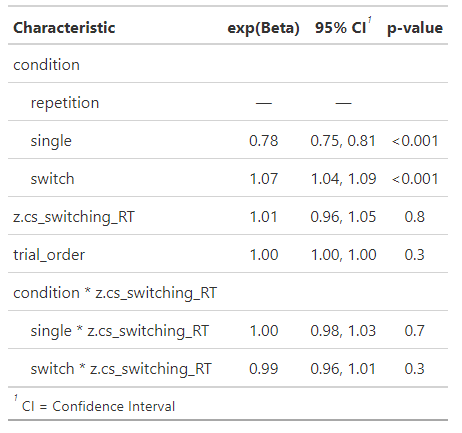 Characteristic exp(Beta) 95% CI¹ p-value
condition
repetition — —
single 0.78 0.75, 0.81 <0.001
switch 1.07 1.04, 1.09 <0.001
z.cs_switching_RT 1.01 0.96, 1.05 0.8
trial_order 1.00 1.00, 1.00 0.3
condition * z.cs_switching_RT
single * z.cs_switching_RT 1.00 0.98, 1.03 0.7
switch * z.cs_switching_RT 0.99 0.96, 1.01 0.3
¹ CI = Confidence Interval